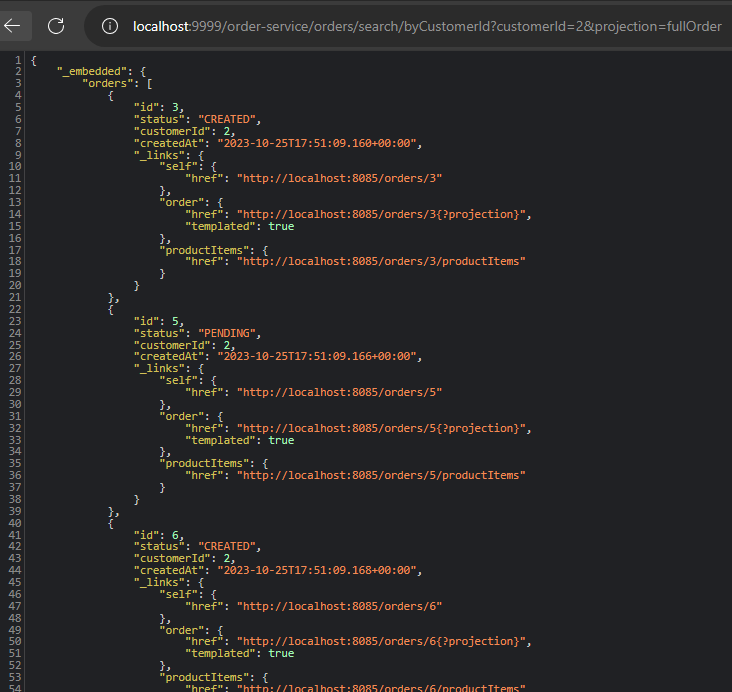 localhost:9999/order-service/orders/search/byCustomerId?customerId=2&projection=fullOrder
1 {
2 "_embedded": {
3 "orders": [
4 {
5 "id": 3,
6 "status": "CREATED",
7 "customerId": 2,
8 "createdAt": "2023-10-25T17:51:09.160+00:00",
9 "_links": {
10 "self": {
11 "href": "http://localhost:8085/orders/3"
12 },
13 "order": {
14 "href": "http://localhost:8085/orders/3{?projection}",
15 "templated": true
16 },
17 "productItems": {
18 "href": "http://localhost:8085/orders/3/productItems"
19 }
20 }
21 },
22 {
23 "id": 5,
24 "status": "PENDING",
25 "customerId": 2,
26 "createdAt": "2023-10-25T17:51:09.166+00:00",
27 "_links": {
28 "self": {
29 "href": "http://localhost:8085/orders/5"
30 },
31 "order": {
32 "href": "http://localhost:8085/orders/5{?projection}",
33 "templated": true
34 },
35 "productItems": {
36 "href": "http://localhost:8085/orders/5/productItems"
37 }
38 }
39 },
40 {
41 "id": 6,
42 "status": "CREATED",
43 "customerId": 2,
44 "createdAt": "2023-10-25T17:51:09.168+00:00",
45 "_links": {
46 "self": {
47 "href": "http://localhost:8085/orders/6"
48 },
49 "order": {
50 "href": "http://localhost:8085/orders/6{?projection}",
51 "templated": true
52 },
53 "productItems": {
54 "href": "http://localhost:8085/orders/6/productItems"